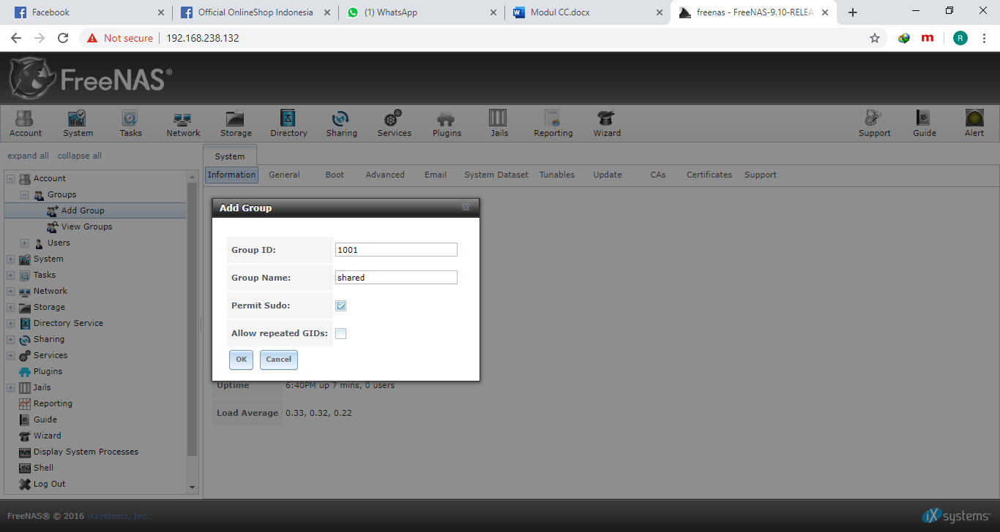 Facebook
Official OnlineShop Indonesia
(1) WhatsApp
Modul CC.docx
freenas - FreeNAS-9.10-RELEA
Not secure
192.168.238.132
R
FreeNAS®
Account
System
Tasks
Network
Storage
Directory
Sharing
Services
Plugins
Jails
Reporting
Wizard
Support
Guide
Alert
expand all collapse all
Account
Groups
Add Group
View Groups
Users
System
Tasks
Network
Storage
Directory Service
Sharing
Services
Plugins
Jails
Reporting
Guide
Wizard
Display System Processes
Shell
Log Out
System
Information
General
Boot
Advanced
Email
System Dataset
Tunables
Update
CAs
Certificates
Support
Add Group
Group ID: 1001
Group Name: shared
Permit Sudo:
Allow repeated GIDs:
OK Cancel
Uptime 6:40PM up 7 mins, 0 users
Load Average 0.33, 0.32, 0.22
FreeNAS® © 2016 iXsystems, Inc.
iXsystems